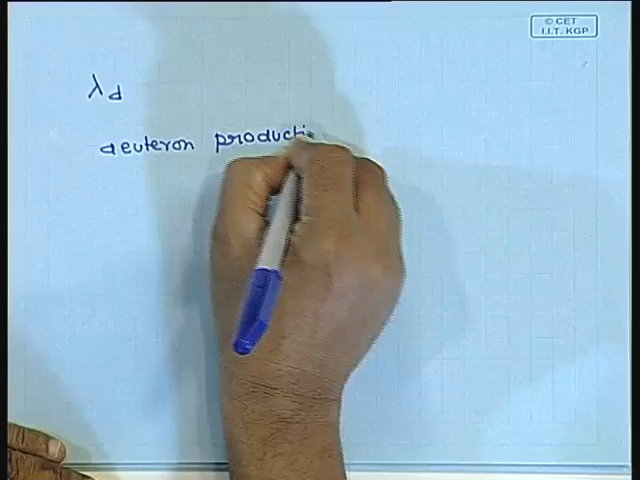 © CET
I.I.T. KGP
λd
deuteron producti